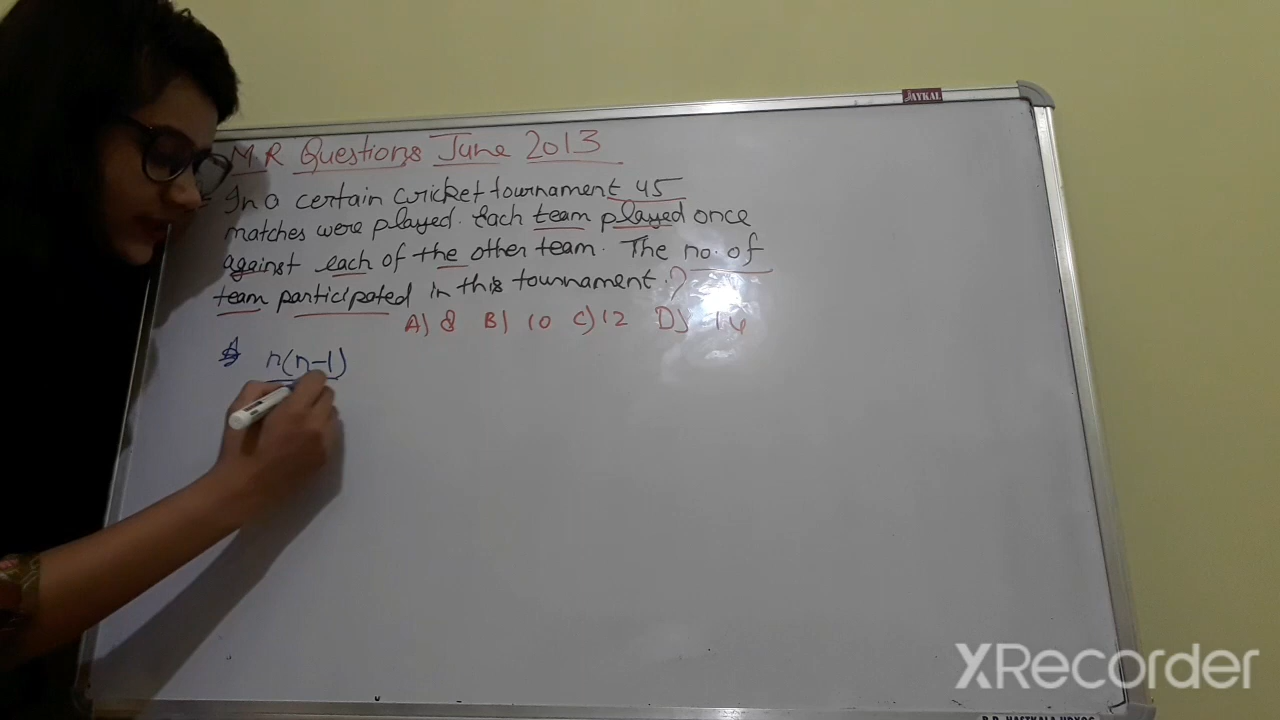 JAYKAL
MR Questions June 2013
In a certain cricket tournament 45
matches were played. Each team played once
against each of the other team. The no. of
team participated in this tournament.?
A) 8 B) 10 C) 12 D) 14
n(n-1)
XRecorder